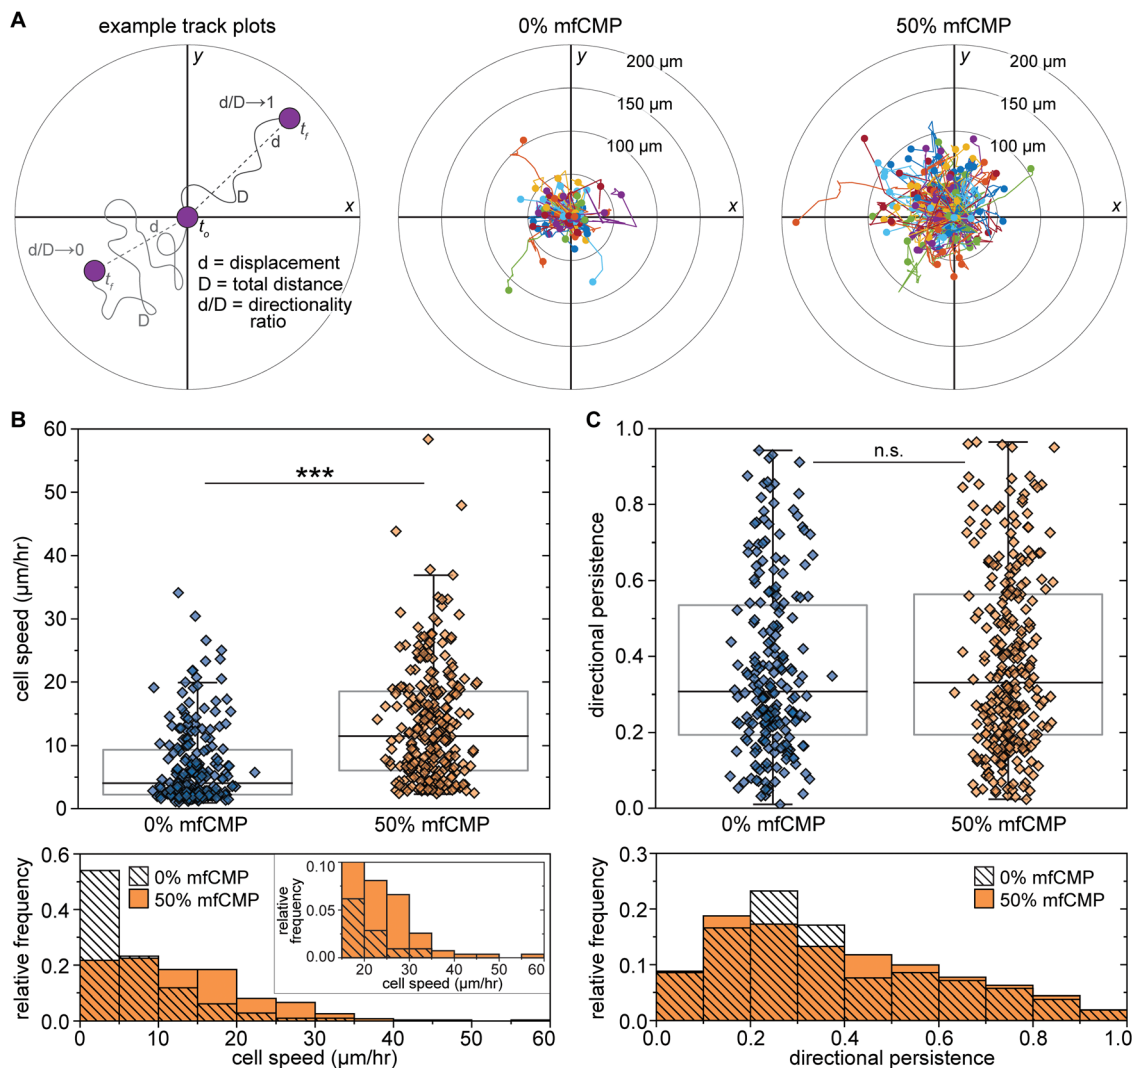 A
example track plots
0% mfCMP
50% mfCMP
y
d/D→1
d
t_f
D
x
d
t_o
d/D→0
t_f
D
d = displacement
D = total distance
d/D = directionality
ratio
y
200 µm
150 µm
100 µm
x
y
200 µm
150 µm
100 µm
x
B
60
50
40
30
20
10
0
cell speed (µm/hr)
***
0% mfCMP
50% mfCMP
0.6
0.4
0.2
0.0
relative frequency
0% mfCMP
50% mfCMP
0.10
0.05
0.00
relative
frequency
20 30 40 50 60
cell speed (µm/hr)
0 10 20 30 40 50 60
cell speed (µm/hr)
C
1.0
0.8
0.6
0.4
0.2
0.0
directional persistence
n.s.
0% mfCMP
50% mfCMP
0.3
0.2
0.1
0.0
relative frequency
0% mfCMP
50% mfCMP
0.0 0.2 0.4 0.6 0.8 1.0
directional persistence